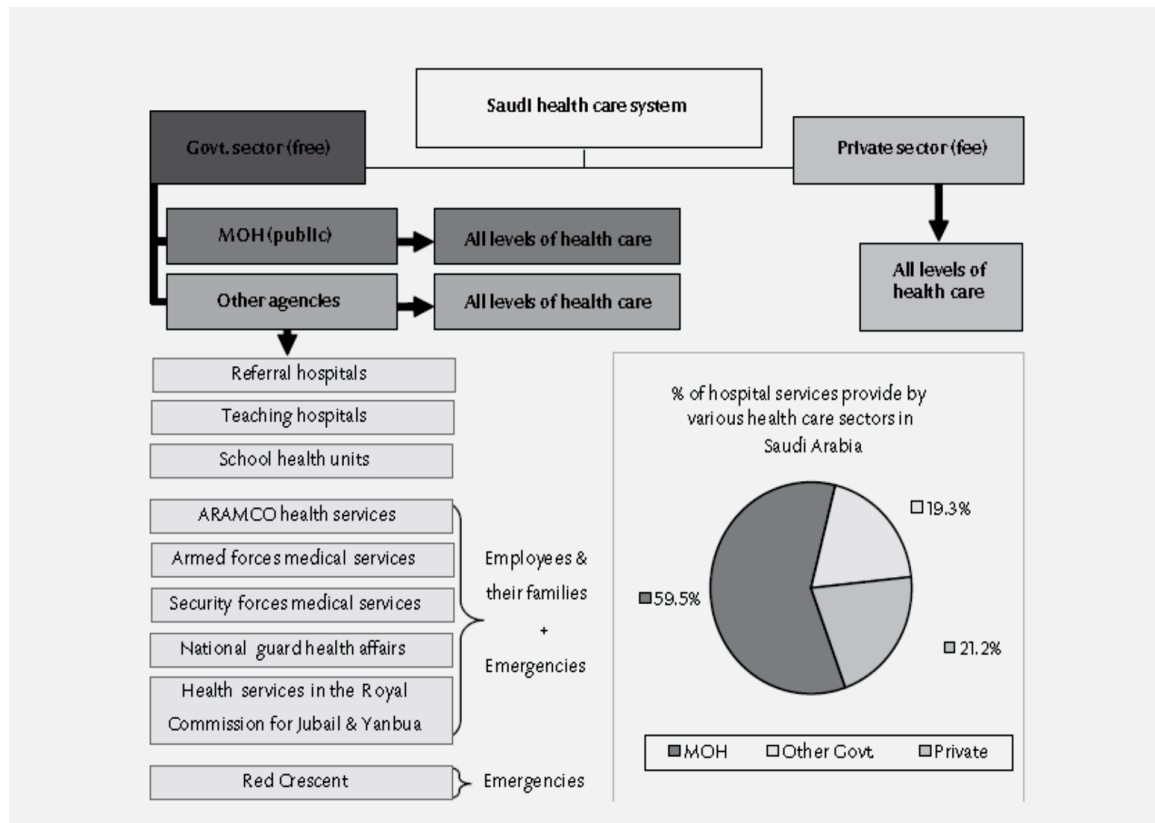 Saudi health care system
Govt. sector (free)
Private sector (fee)
MOH (public)
All levels of health care
Other agencies
All levels of health care
All levels of
health care
Referral hospitals
Teaching hospitals
School health units
ARAMCO health services
Armed forces medical services
Security forces medical services
National guard health affairs
Health services in the Royal
Commission for Jubail & Yanbua
Employees &
their families
+
Emergencies
Red Crescent
Emergencies
% of hospital services provide by
various health care sectors in
Saudi Arabia
19.3%
59.5%
21.2%
MOH
Other Govt.
Private